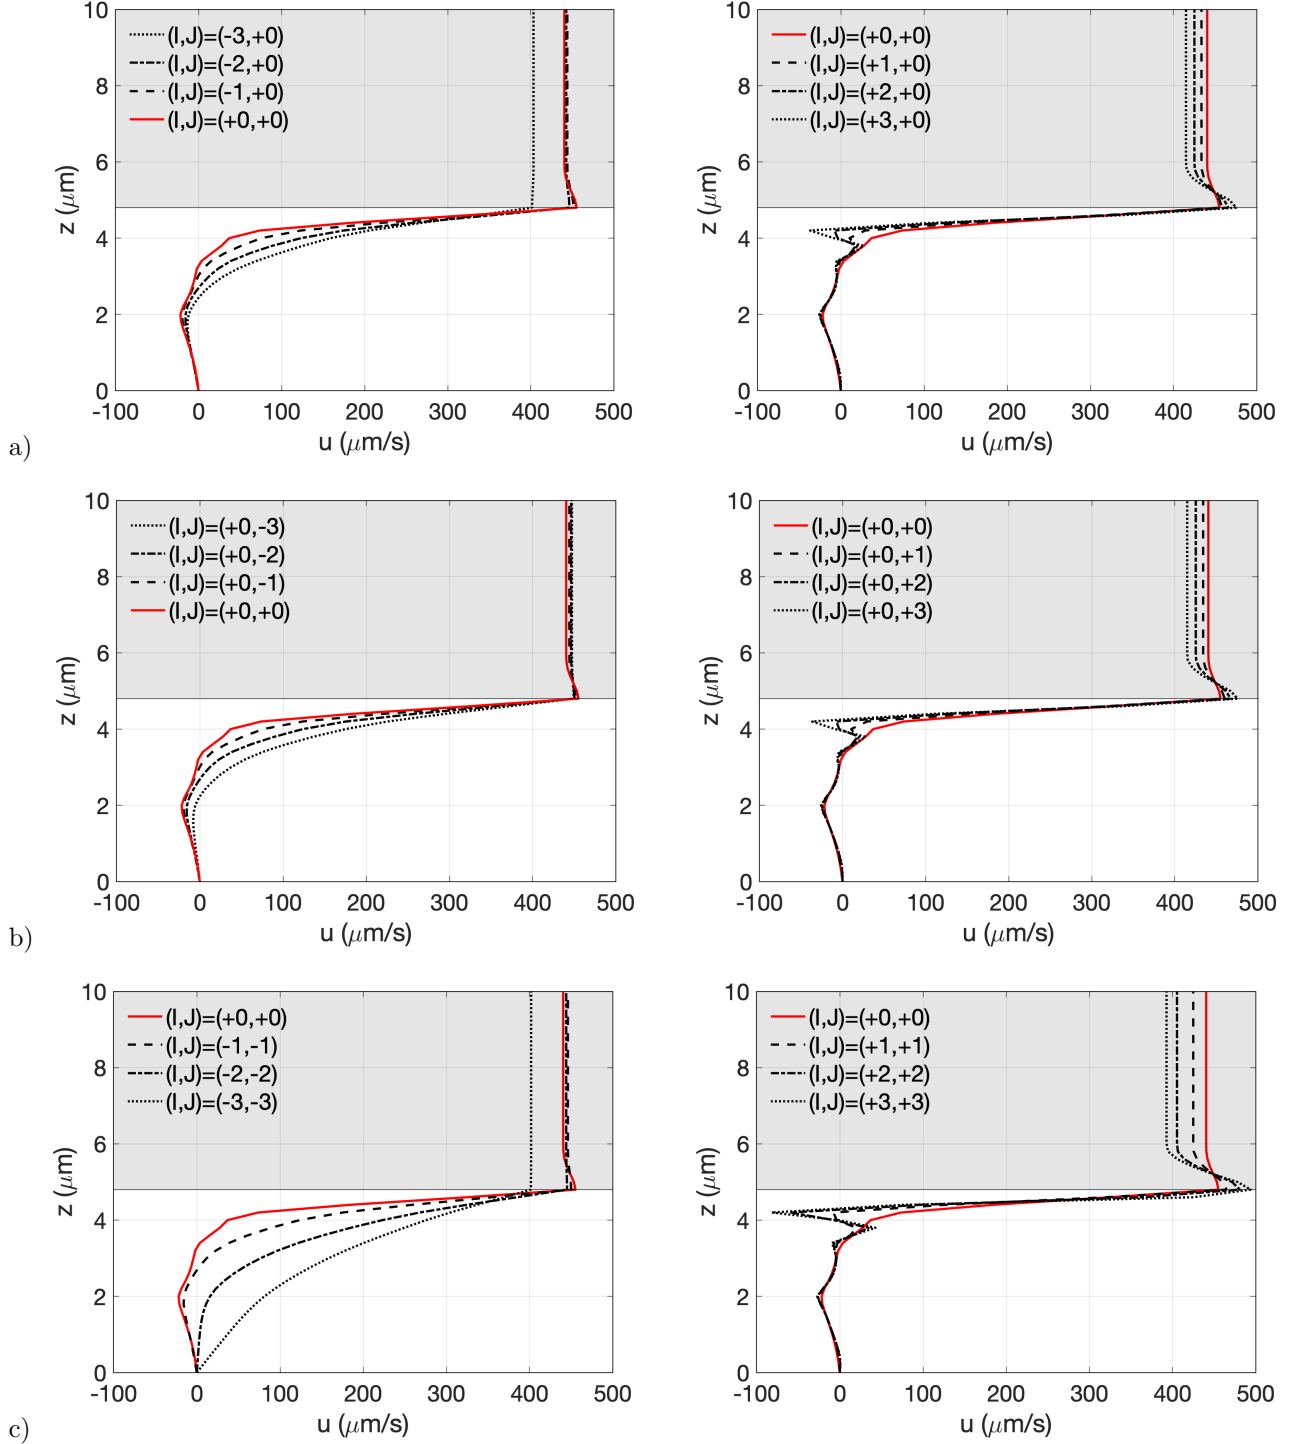 10
8
6
4
2
0
z (μm)
(I,J)=(-3,+0)
(I,J)=(-2,+0)
(I,J)=(-1,+0)
(I,J)=(+0,+0)
-100 0 100 200 300 400 500
u (μm/s)
10
8
6
4
2
0
z (μm)
(I,J)=(+0,+0)
(I,J)=(+1,+0)
(I,J)=(+2,+0)
(I,J)=(+3,+0)
-100 0 100 200 300 400 500
u (μm/s)
a)
10
8
6
4
2
0
z (μm)
(I,J)=(+0,-3)
(I,J)=(+0,-2)
(I,J)=(+0,-1)
(I,J)=(+0,+0)
-100 0 100 200 300 400 500
u (μm/s)
10
8
6
4
2
0
z (μm)
(I,J)=(+0,+0)
(I,J)=(+0,+1)
(I,J)=(+0,+2)
(I,J)=(+0,+3)
-100 0 100 200 300 400 500
u (μm/s)
b)
10
8
6
4
2
0
z (μm)
(I,J)=(+0,+0)
(I,J)=(-1,-1)
(I,J)=(-2,-2)
(I,J)=(-3,-3)
-100 0 100 200 300 400 500
u (μm/s)
10
8
6
4
2
0
z (μm)
(I,J)=(+0,+0)
(I,J)=(+1,+1)
(I,J)=(+2,+2)
(I,J)=(+3,+3)
-100 0 100 200 300 400 500
u (μm/s)
c)